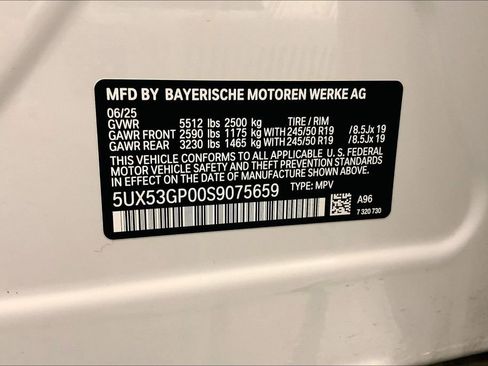 MFD BY BAYERISCHE MOTOREN WERKE AG
06/25
GVWR 5512 lbs 2500 kg TIRE / RIM
GAWR FRONT 2590 lbs 1175 kg ** 245/50 R19 / 8.5Jx 19
GAWR REAR 3230 lbs 1465 kg ** 245/50 R19 / 8.5Jx 19
THIS VEHICLE CONFORMS TO ALL APPLICABLE U. S. FEDERAL
MOTOR VEHICLE SAFETY, BUMPER, AND THEFT PREVENTION
STANDARDS IN EFFECT ON THE DATE OF MANUFACTURE SHOWN ABOVE.
5UX53GP00S9075659 TYPE: MPV
A96
7 320 730